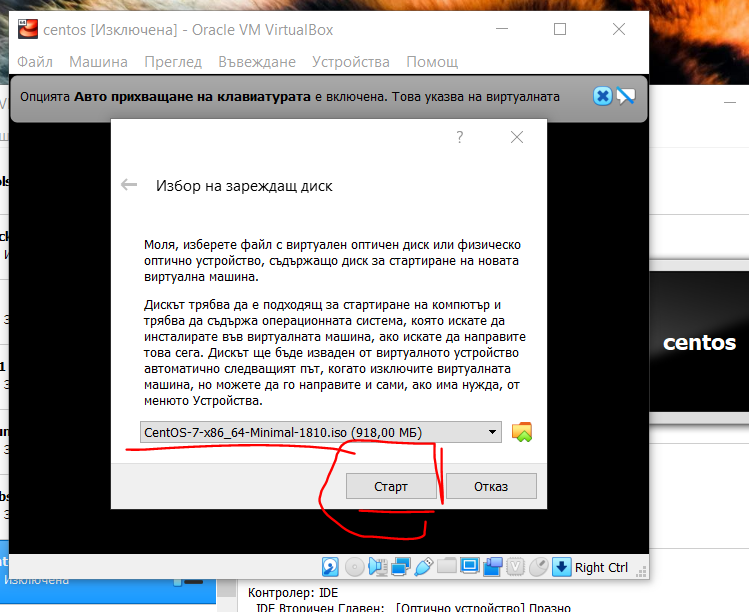 centos [Изключена] - Oracle VM VirtualBox
Файл Машина Преглед Въвеждане Устройства Помощ
Опцията Авто прихващане на клавиатурата е включена. Това указва на виртуалната
?
Избор на зареждащ диск
Моля, изберете файл с виртуален оптичен диск или физическо
оптично устройство, съдържащо диск за стартиране на новата
виртуална машина.
Дискът трябва да е подходящ за стартиране на компютър и
трябва да съдържа операционната система, която искате да
инсталирате във виртуалната машина, ако искате да направите
това сега. Дискът ще бъде изваден от виртуалното устройство
автоматично следващият път, когато изключите виртуалната
машина, но можете да го направите и сами, ако има нужда, от
менюто Устройства.
centos
CentOS-7-x86_64-Minimal-1810.iso (918,00 МБ)
Старт Отказ
Right Ctrl
Изключена
Контролер: IDE
IDE Вторичен Главен: [Оптично устройство] Празно